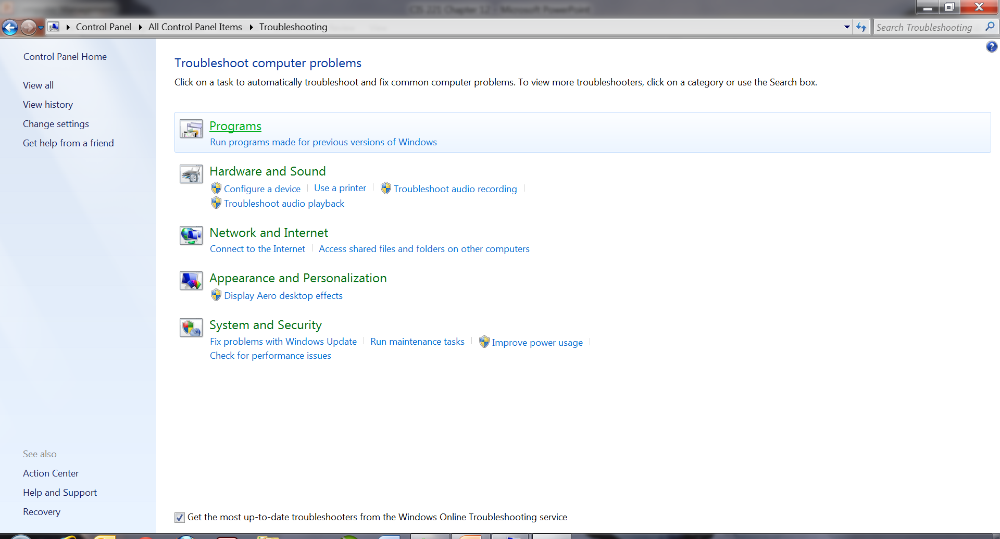 CIS 221 Chapter 12 - Microsoft PowerPoint
Control Panel All Control Panel Items Troubleshooting
Search Troubleshooting
Control Panel Home
View all
View history
Change settings
Get help from a friend
Troubleshoot computer problems
Click on a task to automatically troubleshoot and fix common computer problems. To view more troubleshooters, click on a category or use the Search box.
Programs
Run programs made for previous versions of Windows
Hardware and Sound
Configure a device Use a printer Troubleshoot audio recording
Troubleshoot audio playback
Network and Internet
Connect to the Internet Access shared files and folders on other computers
Appearance and Personalization
Display Aero desktop effects
System and Security
Fix problems with Windows Update Run maintenance tasks Improve power usage
Check for performance issues
See also
Action Center
Help and Support
Recovery
Get the most up-to-date troubleshooters from the Windows Online Troubleshooting service